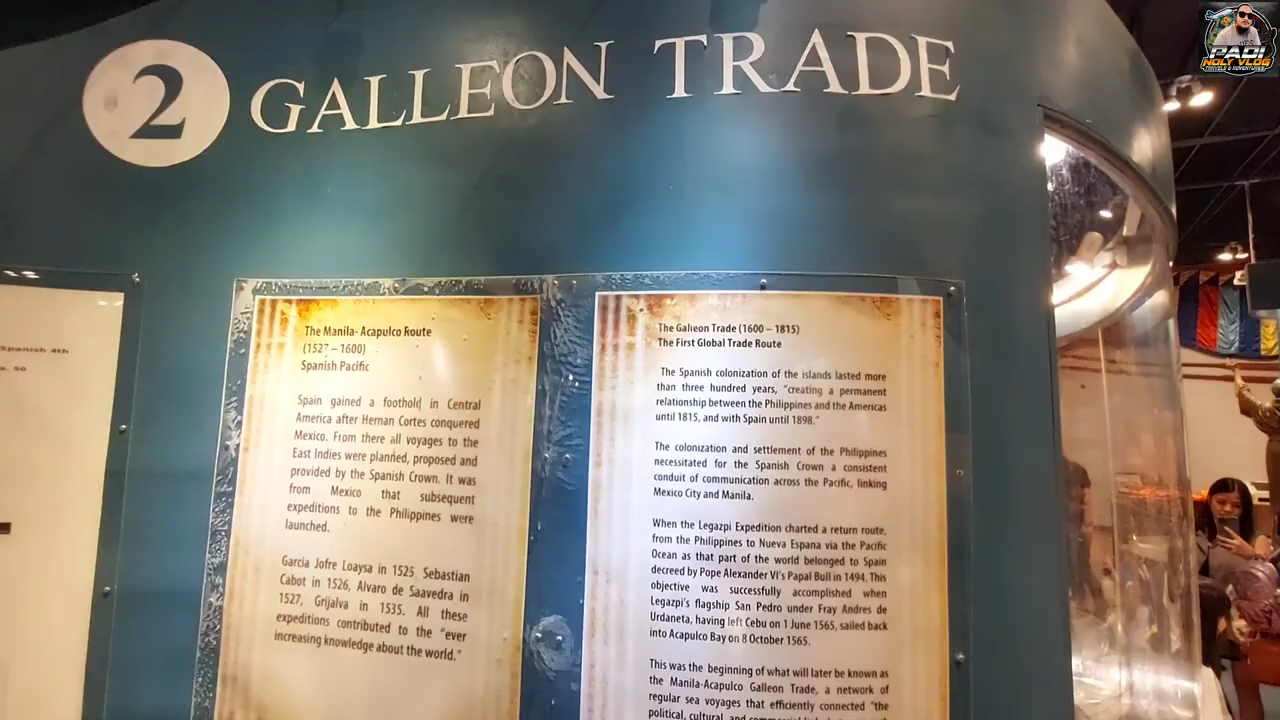 2 GALLEON TRADE
Spanish 4th
a. 50
The Manila- Acapulco Route
(1527 – 1600)
Spanish Pacific
Spain gained a foothold in Central
America after Hernan Cortes conquered
Mexico. From there all voyages to the
East Indies were planned, proposed and
provided by the Spanish Crown. It was
from Mexico that subsequent
expeditions to the Philippines were
launched.
Garcia Jofre Loaysa in 1525 Sebastian
Cabot in 1526, Alvaro de Saavedra in
1527, Grijalva in 1535. All these
expeditions contributed to the "ever
increasing knowledge about the world."
The Galleon Trade (1600 – 1815)
The First Global Trade Route
The Spanish colonization of the islands lasted more
than three hundred years, "creating a permanent
relationship between the Philippines and the Americas
until 1815, and with Spain until 1898."
The colonization and settlement of the Philippines
necessitated for the Spanish Crown a consistent
conduit of communication across the Pacific, linking
Mexico City and Manila.
When the Legazpi Expedition charted a return route,
from the Philippines to Nueva Espana via the Pacific
Ocean as that part of the world belonged to Spain
decreed by Pope Alexander VI's Papal Bull in 1494. This
objective was successfully accomplished when
Legazpi's flagship San Pedro under Fray Andres de
Urdaneta, having left Cebu on 1 June 1565, sailed back
into Acapulco Bay on 8 October 1565.
This was the beginning of what will later be known as
the Manila-Acapulco Galleon Trade, a network of
regular sea voyages that efficiently connected "the
political, cultural, and commercial
PADI
NOLY VLOG
TRAVELS & ADVENTURES